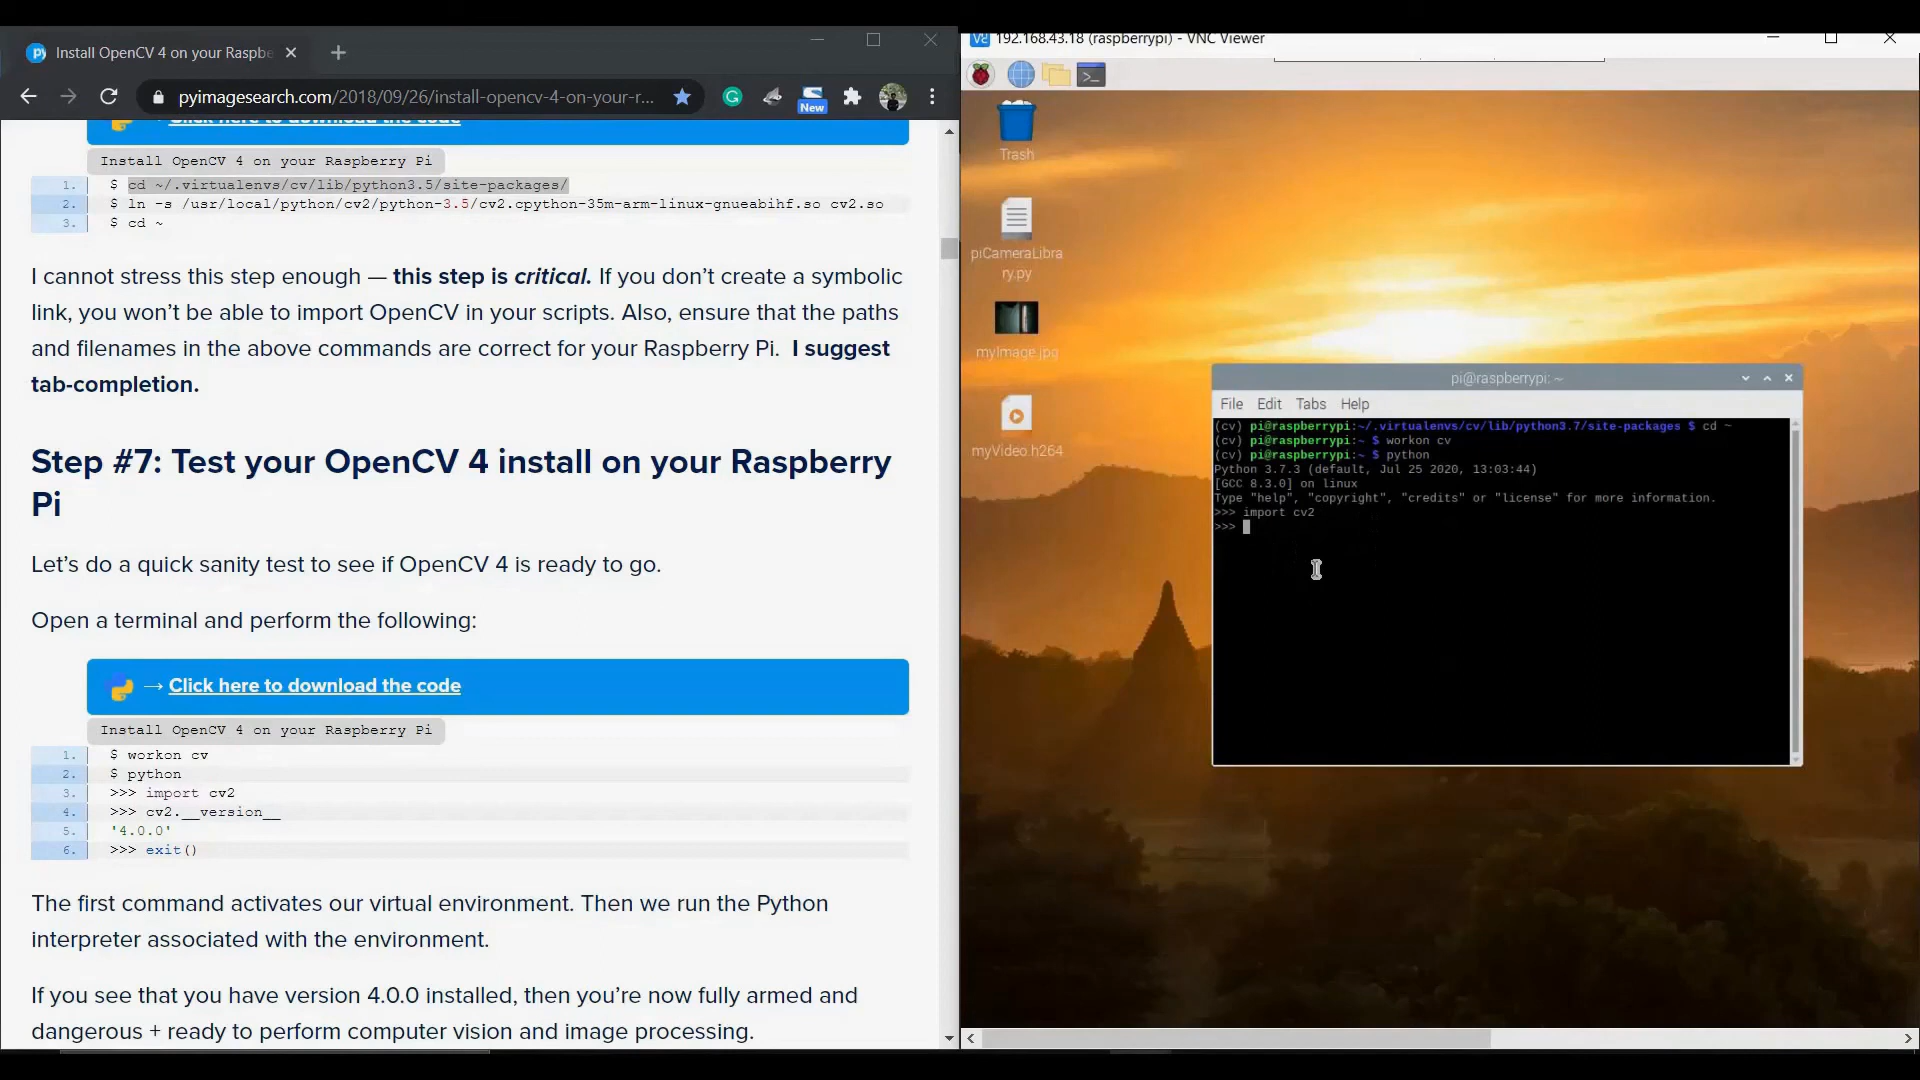 Install OpenCV 4 on your Raspbe
192.168.43.18 (raspberrypi) - VNC Viewer
pyimagesearch.com/2018/09/26/install-opencv-4-on-your-r...
New
Click here to download the code
Install OpenCV 4 on your Raspberry Pi
1. $ cd ~/.virtualenvs/cv/lib/python3.5/site-packages/
2. $ ln -s /usr/local/python/cv2/python-3.5/cv2.cpython-35m-arm-linux-gnueabihf.so cv2.so
3. $ cd ~
I cannot stress this step enough — this step is critical. If you don’t create a symbolic
link, you won’t be able to import OpenCV in your scripts. Also, ensure that the paths
and filenames in the above commands are correct for your Raspberry Pi. I suggest
tab-completion.
Step #7: Test your OpenCV 4 install on your Raspberry
Pi
Let’s do a quick sanity test to see if OpenCV 4 is ready to go.
Open a terminal and perform the following:
→ Click here to download the code
Install OpenCV 4 on your Raspberry Pi
1. $ workon cv
2. $ python
3. >>> import cv2
4. >>> cv2.__version__
5. '4.0.0'
6. >>> exit()
The first command activates our virtual environment. Then we run the Python
interpreter associated with the environment.
If you see that you have version 4.0.0 installed, then you’re now fully armed and
dangerous + ready to perform computer vision and image processing.
Trash
piCameraLibra
ry.py
myImage.jpg
myVideo.h264
pi@raspberrypi: ~
File Edit Tabs Help
(cv) pi@raspberrypi:~/.virtualenvs/cv/lib/python3.7/site-packages $ cd ~
(cv) pi@raspberrypi:~ $ workon cv
(cv) pi@raspberrypi:~ $ python
Python 3.7.3 (default, Jul 25 2020, 13:03:44)
[GCC 8.3.0] on linux
Type "help", "copyright", "credits" or "license" for more information.
>>> import cv2
>>>